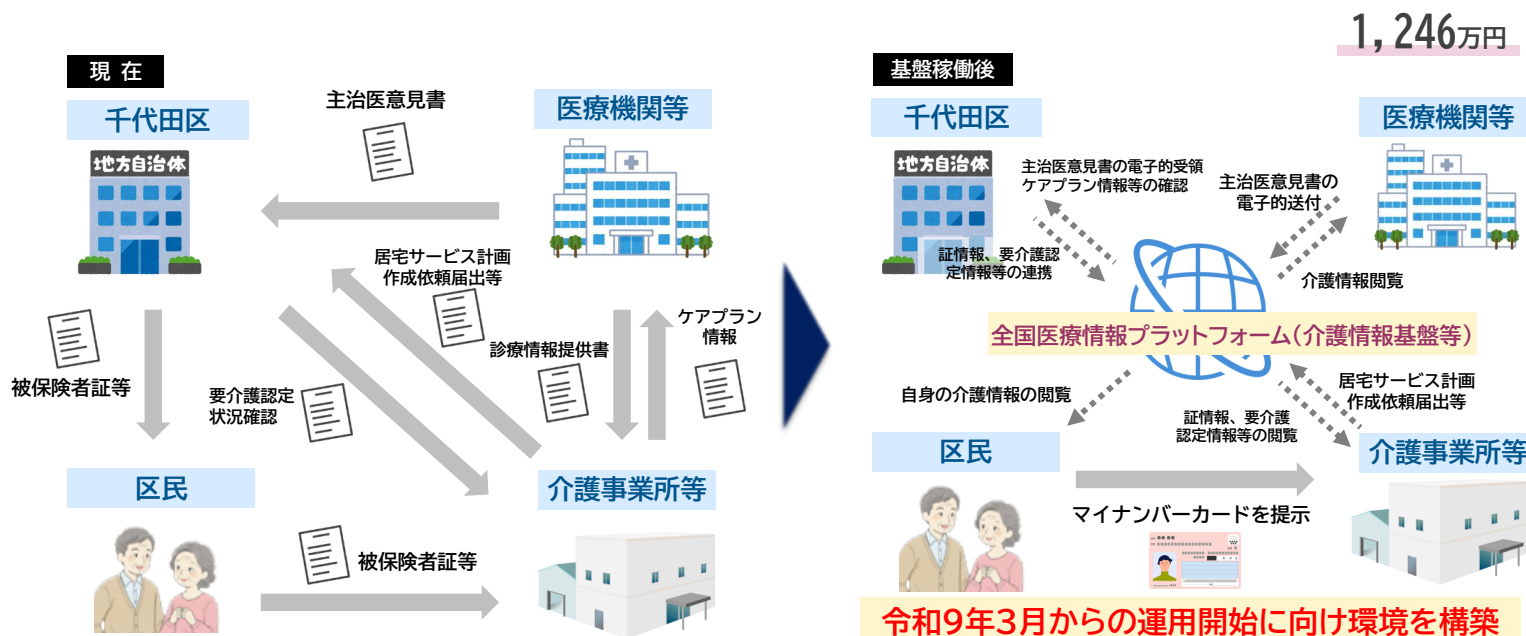 1,246万円
現 在
千代田区
地方自治体
主治医意見書
医療機関等
居宅サービス計画
作成依頼届出等
ケアプラン
情報
診療情報提供書
被保険者証等
要介護認定
状況確認
区民
介護事業所等
被保険者証等
基盤稼働後
千代田区
地方自治体
主治医意見書の電子的受領
ケアプラン情報等の確認
主治医意見書の
電子的送付
医療機関等
証情報、要介護認
定情報等の連携
介護情報閲覧
全国医療情報プラットフォーム(介護情報基盤等)
自身の介護情報の閲覧
居宅サービス計画
作成依頼届出等
証情報、要介護
認定情報等の閲覧
区民
介護事業所等
マイナンバーカードを提示
令和9年3月からの運用開始に向け環境を構築